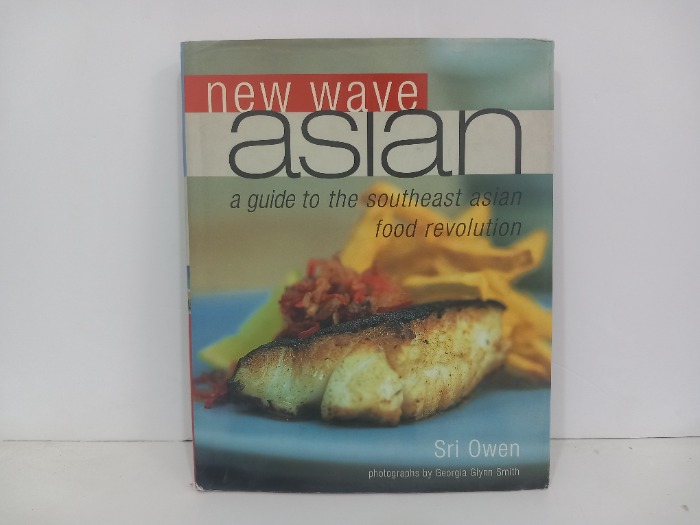 new wave
asian
a guide to the southeast asian
food revolution
Sri Owen
photographs by Georgia Glynn Smith